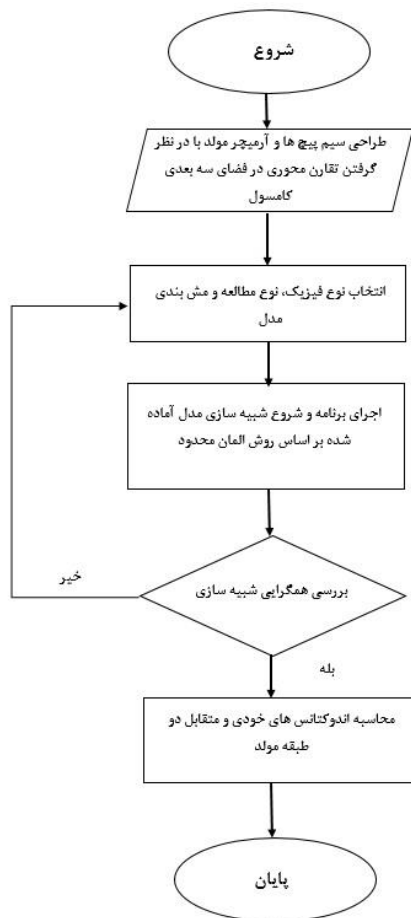 شروع
طراحی سیم پیچ ها و آرمیچر مولد با در نظر
گرفتن تقارن محوری در فضای سه بعدی
کامسول
انتخاب نوع فیزیک، نوع مطالعه و مش بندی
مدل
اجرای برنامه و شروع شبیه سازی مدل آماده
شده بر اساس روش المان محدود
بررسی همگرایی شبیه سازی
خیر
بله
محاسبه اندوکتانس های خودی و متقابل دو
طبقه مولد
پایان